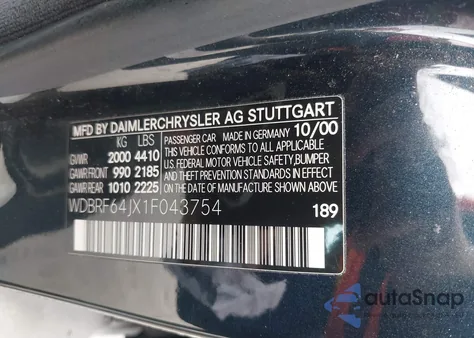 MFD BY DAIMLERCHRYSLER AG STUTTGART
KG LBS
GVWR 2000 4410
GAWR FRONT 990 2185
GAWR REAR 1010 2225
PASSENGER CAR / MADE IN GERMANY 10/00
THIS VEHICLE CONFORMS TO ALL APPLICABLE
U.S. FEDERAL MOTOR VEHICLE SAFETY, BUMPER
AND THEFT PREVENTION STANDARDS IN EFFECT
ON THE DATE OF MANUFACTURE SHOWN ABOVE.
WDBRF64JX1F043754
189
autaSnap